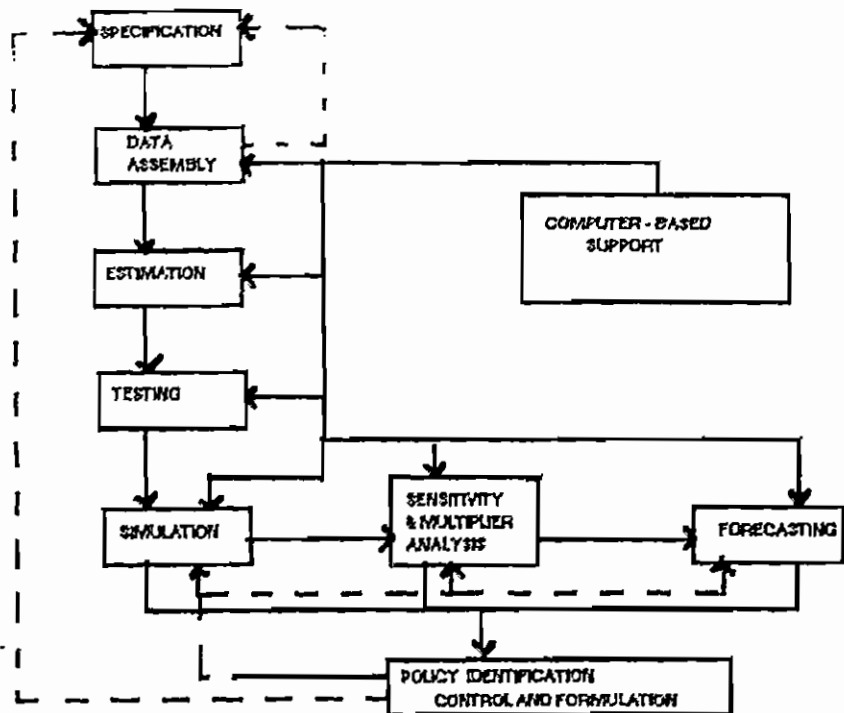 SPECIFICATION
DATA
ASSEMBLY
COMPUTER - BASED
SUPPORT
ESTIMATION
TESTING
SIMULATION
SENSITIVITY
& MULTIPLIER
ANALYSIS
FORECASTING
POLICY IDENTIFICATION
CONTROL AND FORMULATION